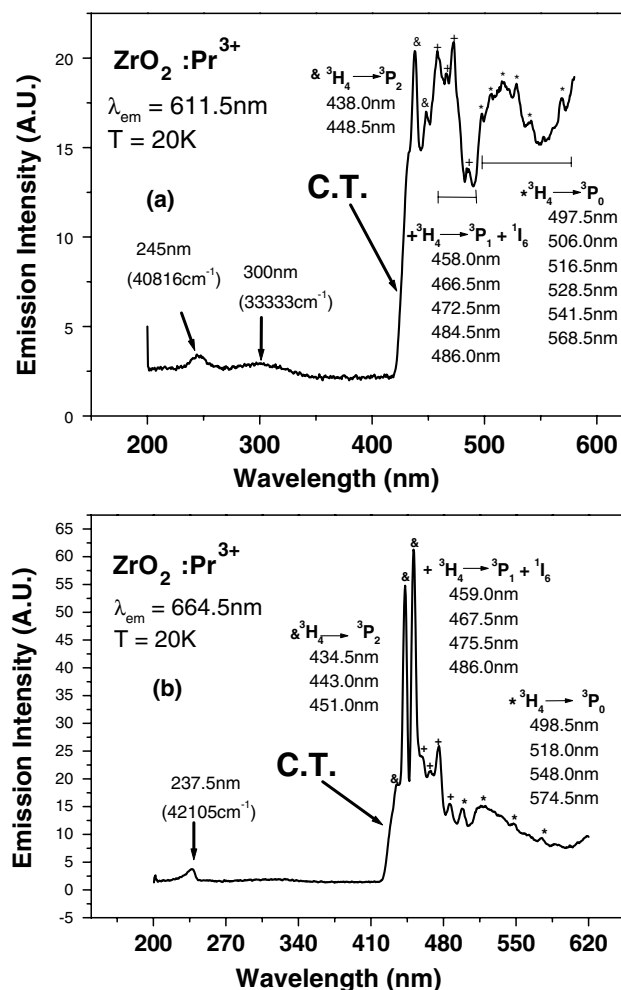 (a)
ZrO₂ :Pr³⁺
λem = 611.5nm
T = 20K
& ³H₄ → ³P₂
438.0nm
448.5nm
C.T.
245nm
(40816cm⁻¹)
300nm
(33333cm⁻¹)
+³H₄ → ³P₁ + ¹I₆
458.0nm
466.5nm
472.5nm
484.5nm
486.0nm
*³H₄ → ³P₀
497.5nm
506.0nm
516.5nm
528.5nm
541.5nm
568.5nm
& & + + + + * * * * * *
Emission Intensity (A.U.)
20
15
10
5
0
200 300 400 500 600
Wavelength (nm)
(b)
ZrO₂ :Pr³⁺
λem = 664.5nm
T = 20K
&³H₄ → ³P₂
434.5nm
443.0nm
451.0nm
+ ³H₄ → ³P₁ + ¹I₆
459.0nm
467.5nm
475.5nm
486.0nm
*³H₄ → ³P₀
498.5nm
518.0nm
548.0nm
574.5nm
C.T.
237.5nm
(42105cm⁻¹)
& & & + + + + * * * *
Emission Intensity (A.U.)
65
60
55
50
45
40
35
30
25
20
15
10
5
0
-5
200 270 340 410 480 550 620
Wavelength (nm)